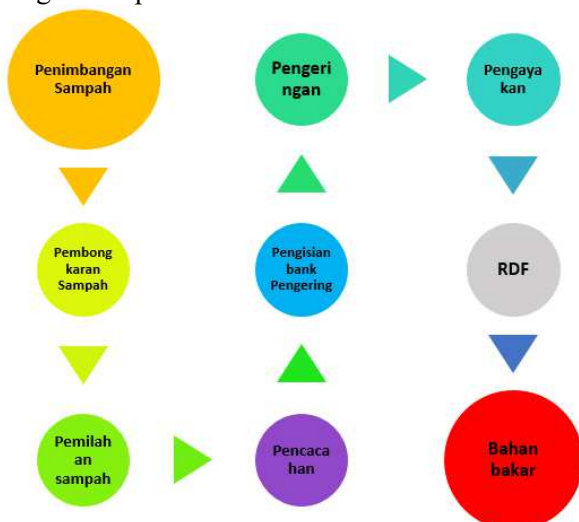 Penimbangan
Sampah
Pembong
karan
Sampah
Pemilah
an
sampah
Pencaca
han
Pengisian
bank
Pengering
Pengeri
ngan
Pengaya
kan
RDF
Bahan
bakar